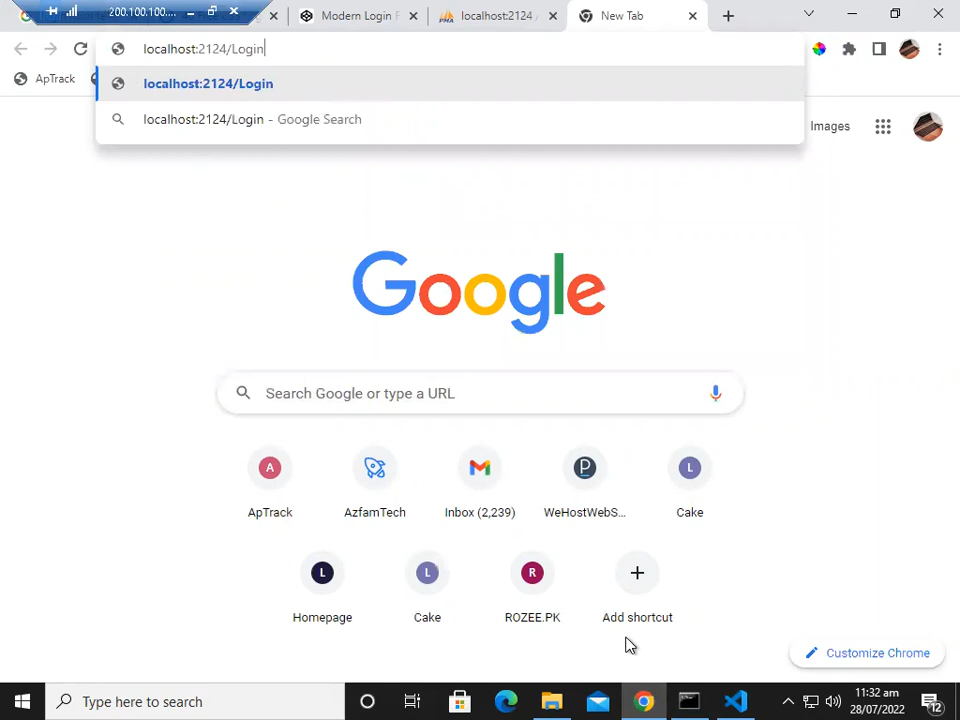 200.100.100....
Modern Login F
localhost:2124 /
New Tab
localhost:2124/Login
ApTrack
localhost:2124/Login
localhost:2124/Login - Google Search
Images
Google
Search Google or type a URL
A
P
L
ApTrack
AzfamTech
Inbox (2,239)
WeHostWebS...
Cake
L
L
R
Homepage
Cake
ROZEE.PK
Add shortcut
Customize Chrome
Type here to search
11:32 am
28/07/2022
12